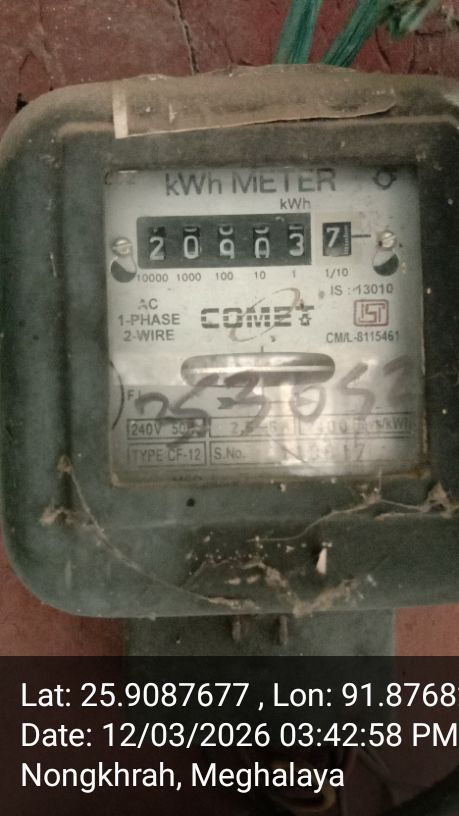 kWh METER
kWh
2 0 9 0 3 7
10000 1000 100 10 1 1/10
IS : 13010
AC
1-PHASE
2-WIRE
COMET
ISI
CM/L-8115461
240V
TYPE CF-12 S.No.
Lat: 25.9087677 , Lon: 91.8768
Date: 12/03/2026 03:42:58 PM
Nongkhrah, Meghalaya